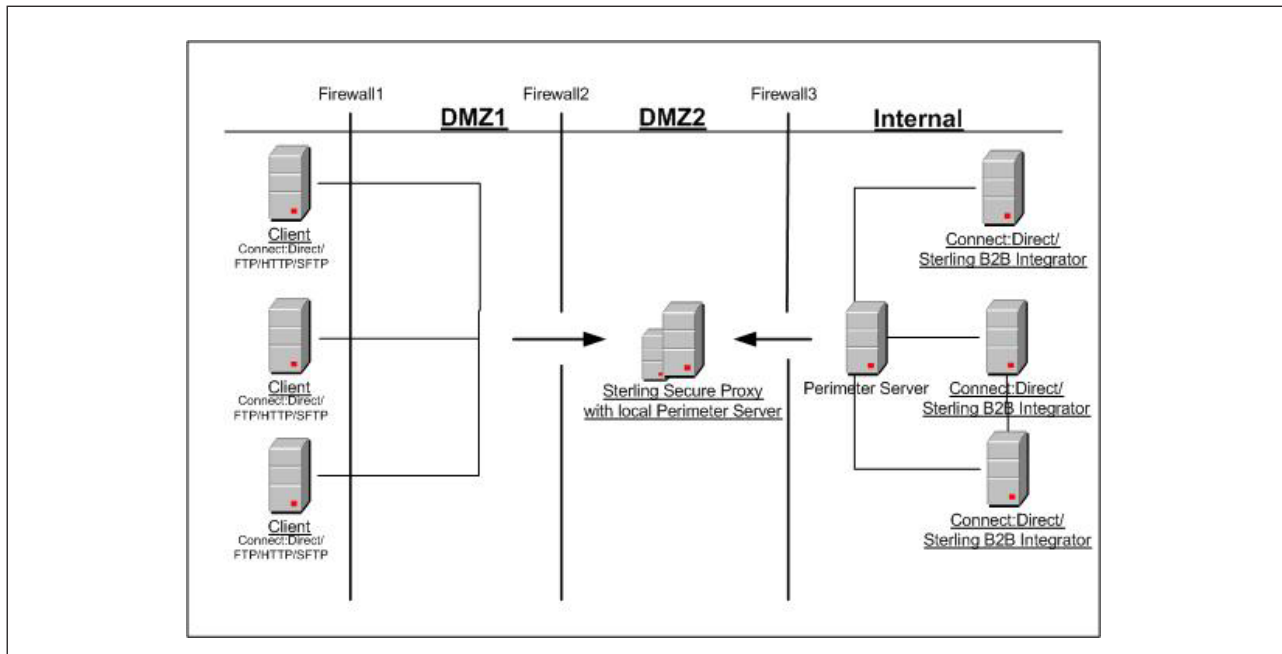 Firewall1
Firewall2
Firewall3
DMZ1
DMZ2
Internal
Client
Connect:Direct/
FTP/HTTP/SFTP
Client
Connect:Direct/
FTP/HTTP/SFTP
Client
Connect:Direct/
FTP/HTTP/SFTP
Sterling Secure Proxy
with local Perimeter Server
Perimeter Server
Connect:Direct/
Sterling B2B Integrator
Connect:Direct/
Sterling B2B Integrator
Connect:Direct/
Sterling B2B Integrator